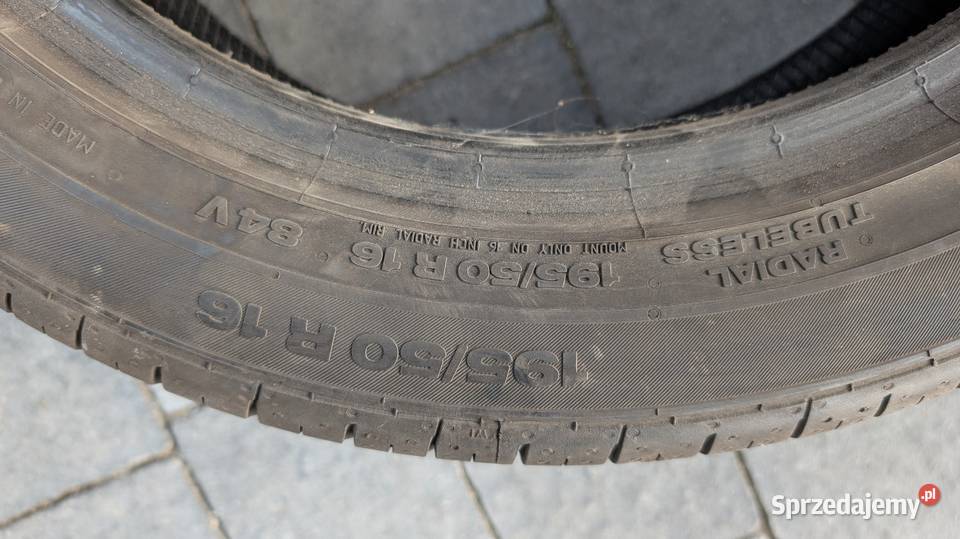 RADIAL
TUBELESS
195/50 R 16
MOUNT ONLY ON 16 INCH RADIAL RIM.
84V
MADE IN
195/50 R 16
Sprzedajemy.pl